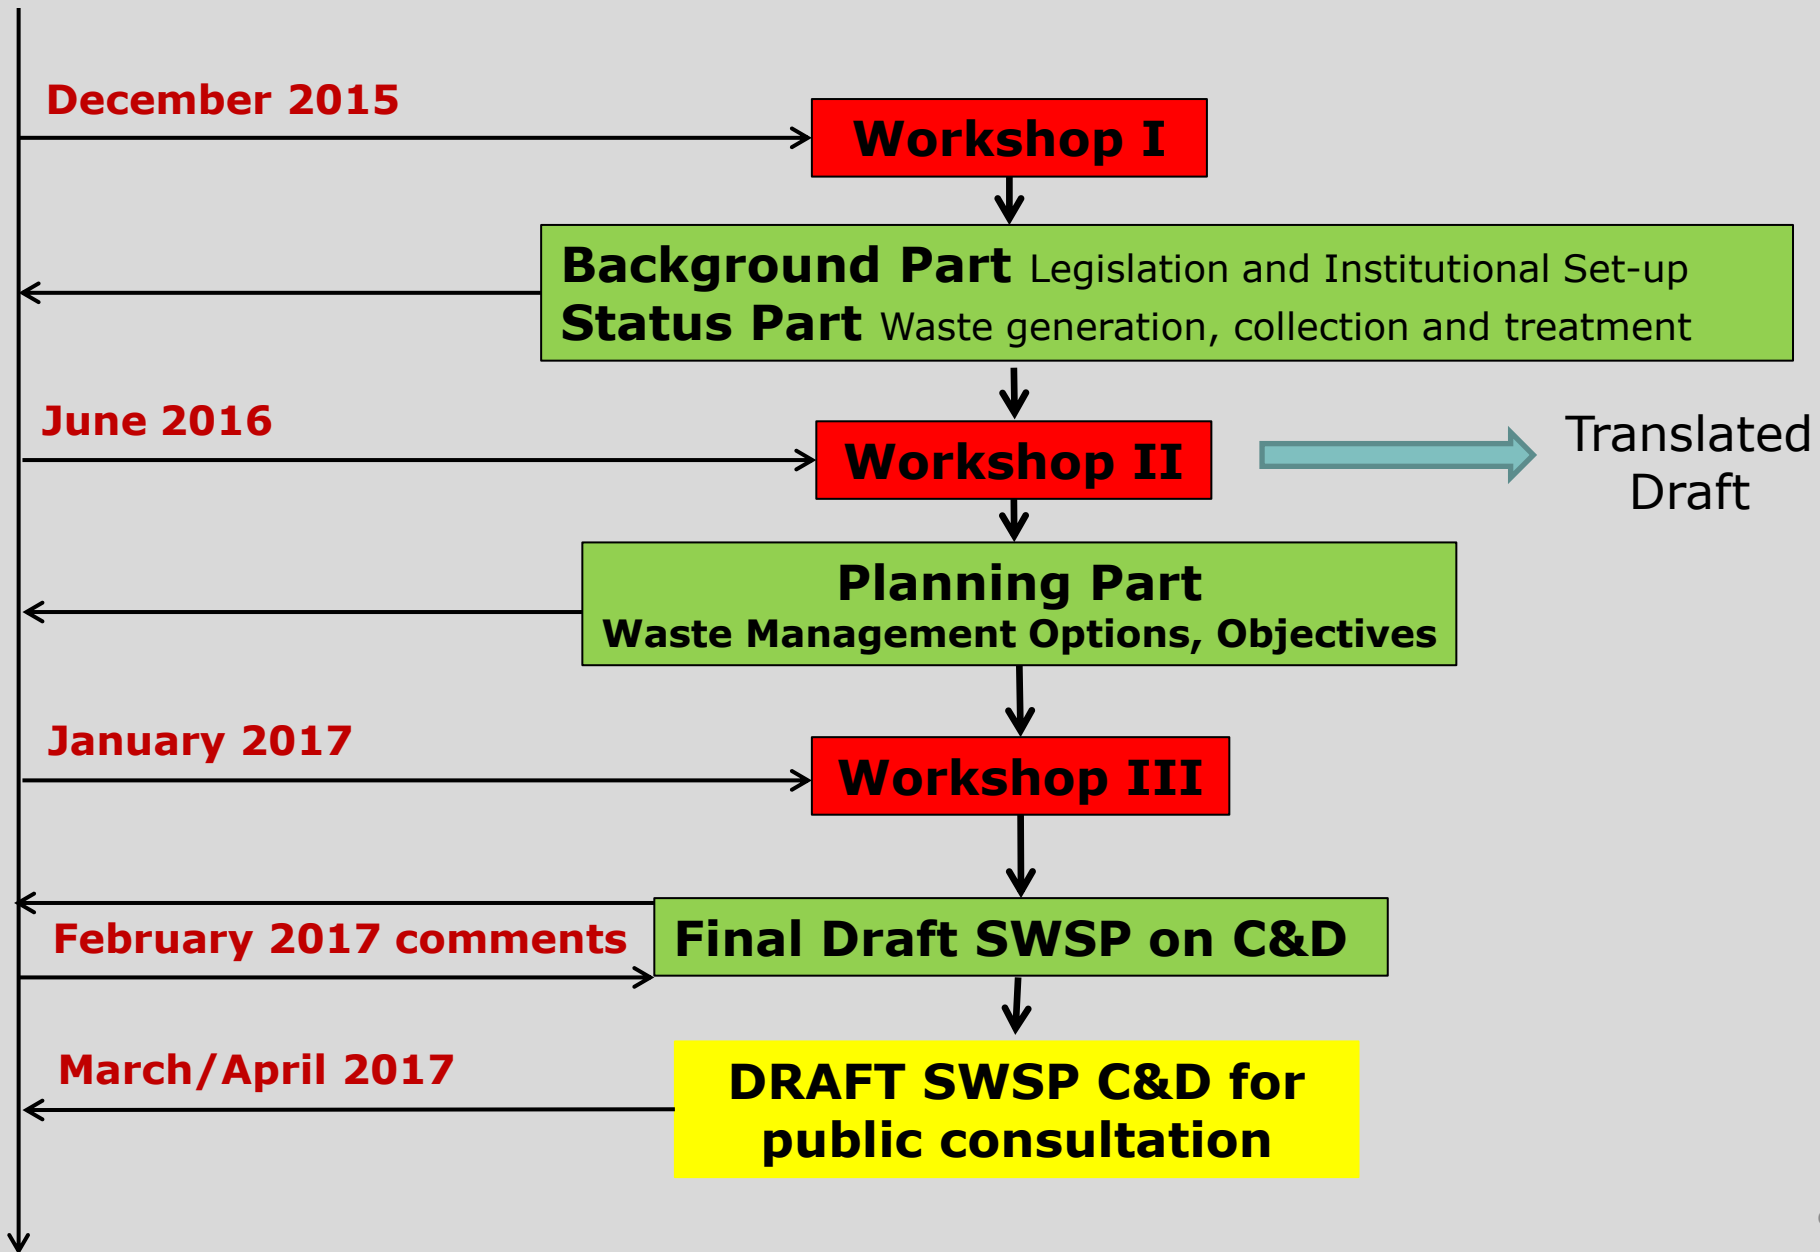 December 2015
Workshop I
Background Part Legislation and Institutional Set-up
Status Part Waste generation, collection and treatment
June 2016
Workshop II
Translated
Draft
Planning Part
Waste Management Options, Objectives
January 2017
Workshop III
February 2017 comments
Final Draft SWSP on C&D
March/April 2017
DRAFT SWSP C&D for
public consultation